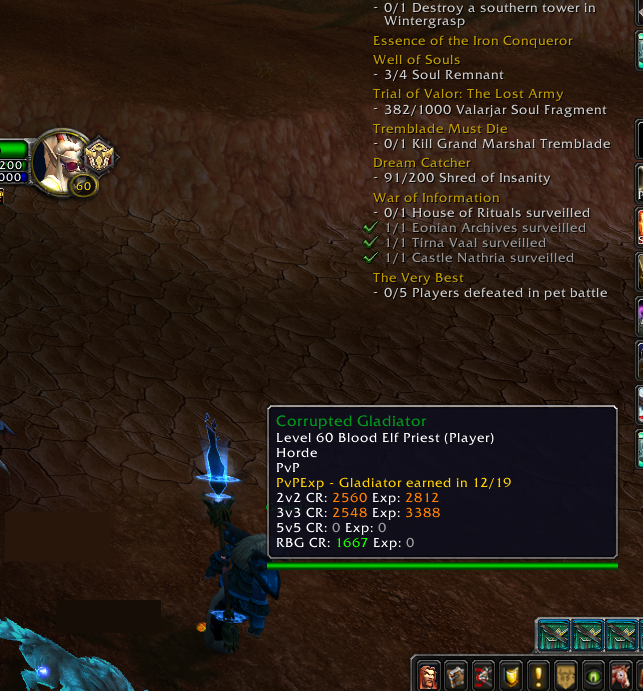 - 0/1 Destroy a southern tower in
Wintergrasp
Essence of the Iron Conqueror
Well of Souls
- 3/4 Soul Remnant
Trial of Valor: The Lost Army
- 382/1000 Valarjar Soul Fragment
Tremblade Must Die
- 0/1 Kill Grand Marshal Tremblade
Dream Catcher
- 91/200 Shred of Insanity
War of Information
- 0/1 House of Rituals surveilled
1/1 Eonian Archives surveilled
1/1 Tirna Vaal surveilled
1/1 Castle Nathria surveilled
The Very Best
- 0/5 Players defeated in pet battle
200
000
60
Corrupted Gladiator
Level 60 Blood Elf Priest (Player)
Horde
PvP
PvPExp - Gladiator earned in 12/19
2v2 CR: 2560 Exp: 2812
3v3 CR: 2548 Exp: 3388
5v5 CR: 0 Exp: 0
RBG CR: 1667 Exp: 0